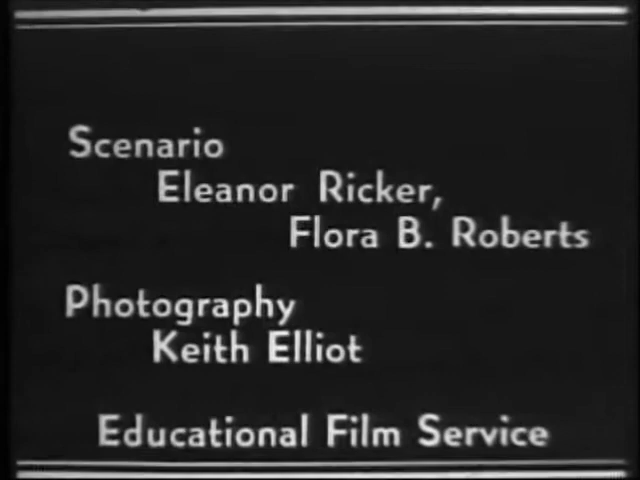 Scenario
Eleanor Ricker,
Flora B. Roberts
Photography
Keith Elliot
Educational Film Service